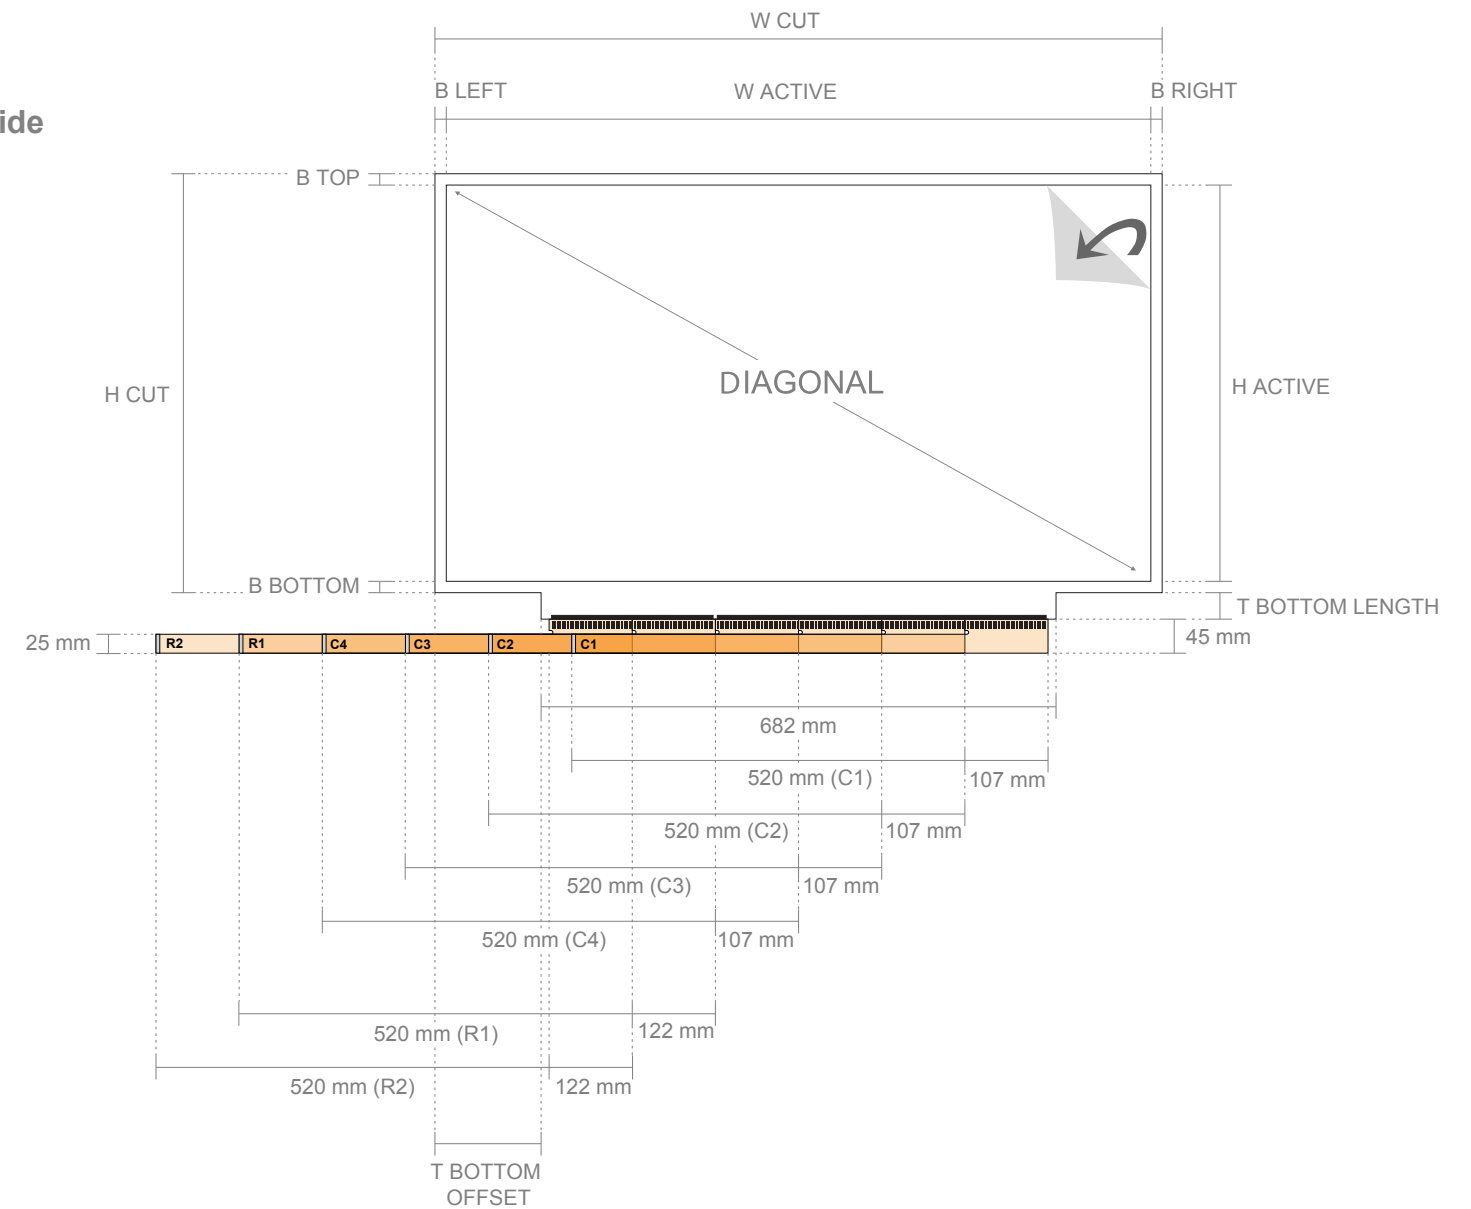 W CUT
B LEFT
W ACTIVE
B RIGHT
ide
B TOP
DIAGONAL
H CUT
H ACTIVE
B BOTTOM
T BOTTOM LENGTH
25 mm
R2
R1
C4
C3
C2
C1
45 mm
682 mm
520 mm (C1)
107 mm
520 mm (C2)
107 mm
520 mm (C3)
107 mm
520 mm (C4)
107 mm
520 mm (R1)
122 mm
520 mm (R2)
122 mm
T BOTTOM
OFFSET